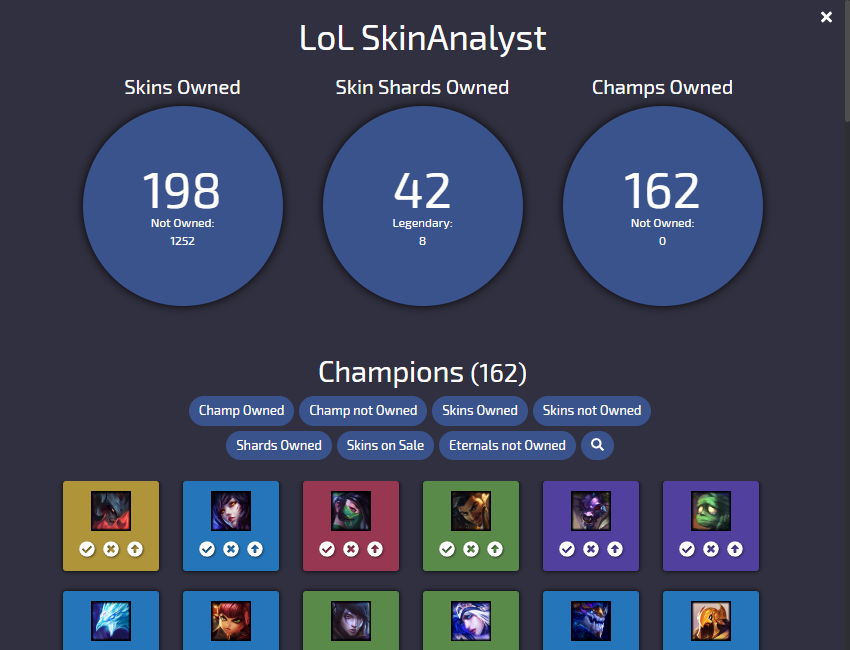 LoL SkinAnalyst
Skins Owned
Skin Shards Owned
Champs Owned
198
Not Owned:
1252
42
Legendary:
8
162
Not Owned:
0
Champions (162)
Champ Owned
Champ not Owned
Skins Owned
Skins not Owned
Shards Owned
Skins on Sale
Eternals not Owned